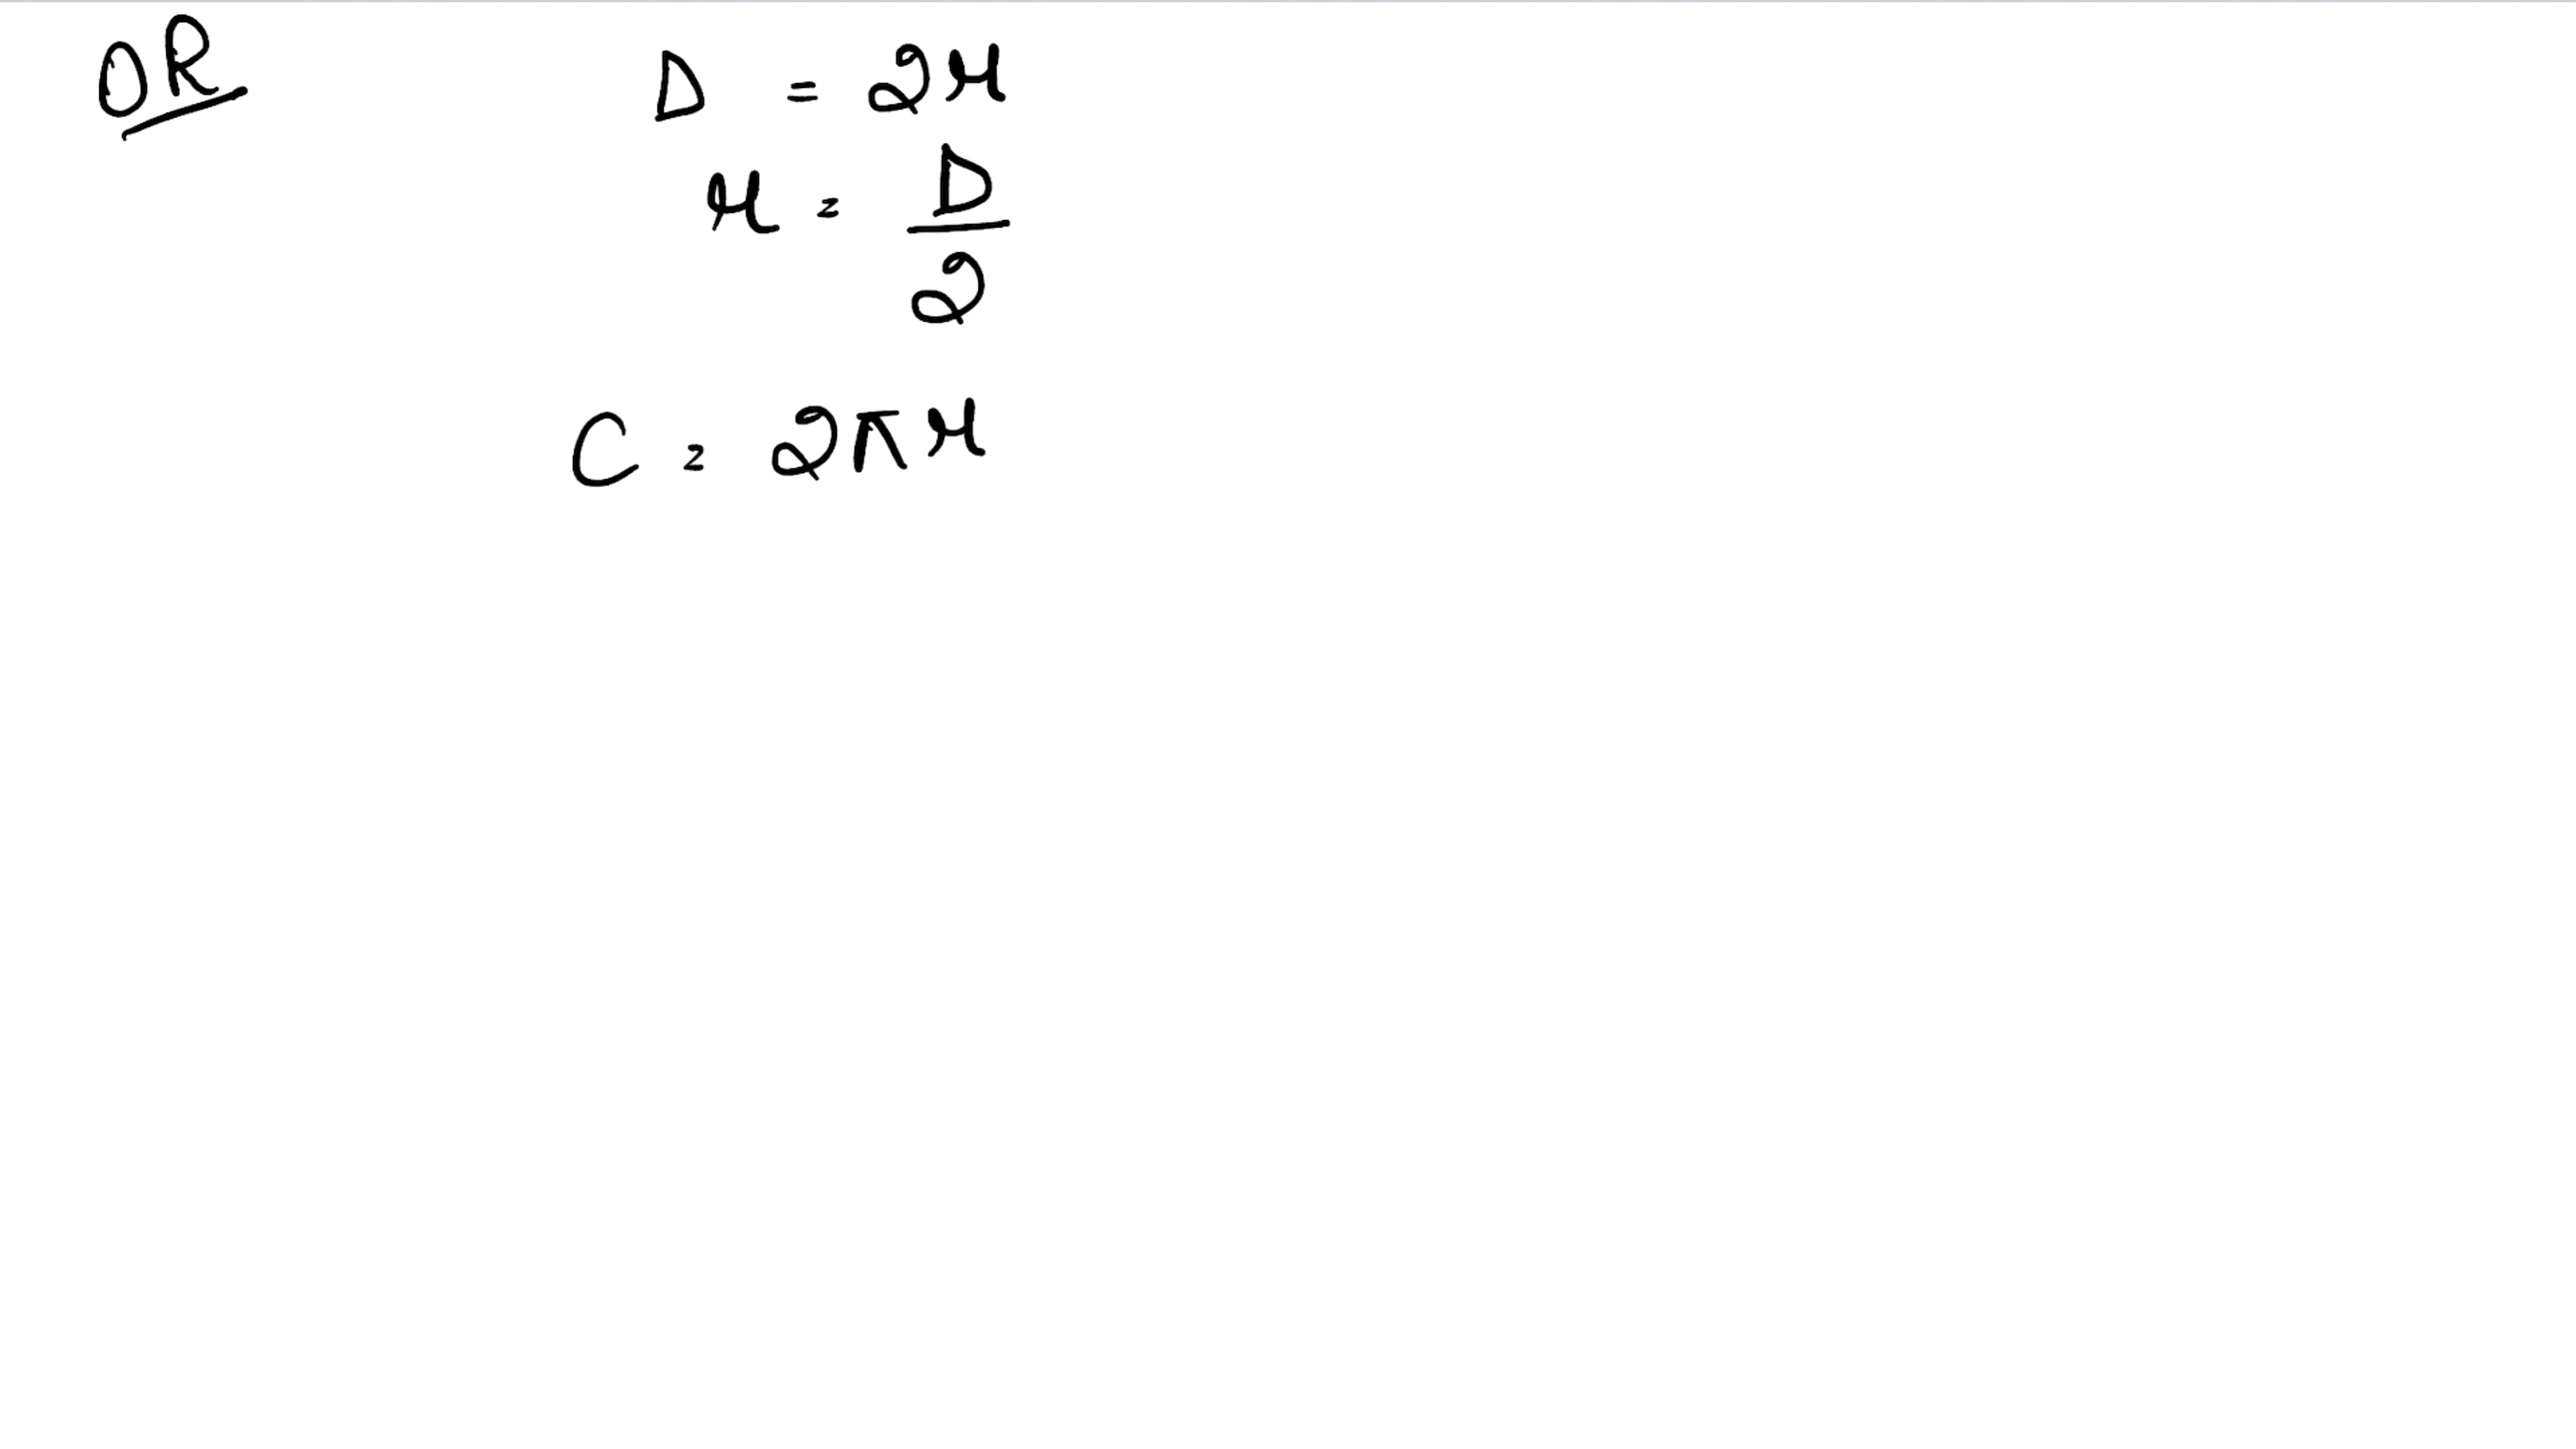 OR
D = 2r
r = D/2
C = 2πr